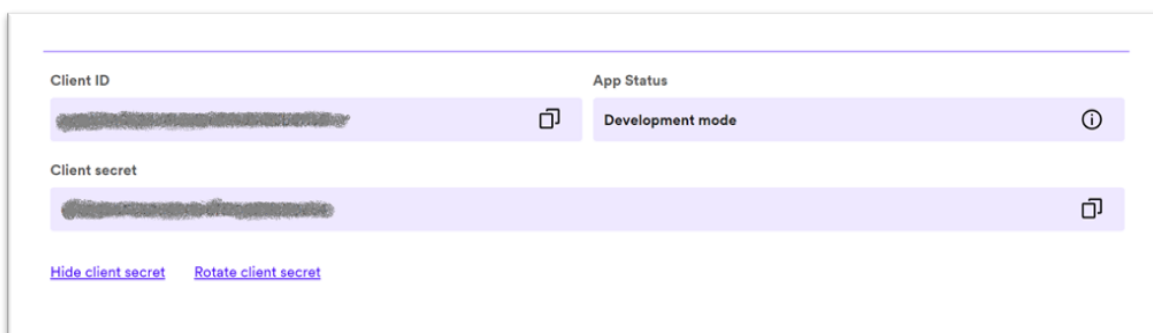 Client ID
App Status
Development mode
Client secret
Hide client secret
Rotate client secret